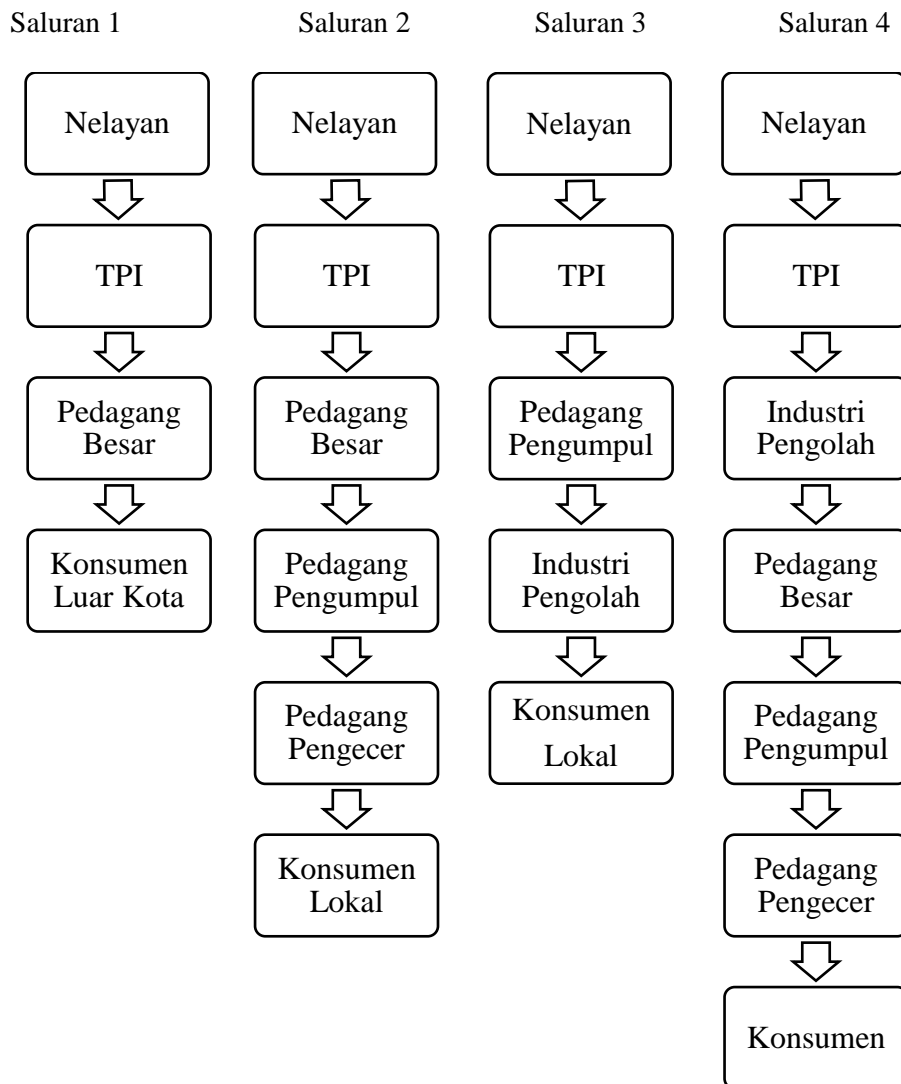 Saluran 1
Saluran 2
Saluran 3
Saluran 4
Nelayan
TPI
Pedagang
Besar
Konsumen
Luar Kota
Nelayan
TPI
Pedagang
Besar
Pedagang
Pengumpul
Pedagang
Pengecer
Konsumen
Lokal
Nelayan
TPI
Pedagang
Pengumpul
Industri
Pengolah
Konsumen
Lokal
Nelayan
TPI
Industri
Pengolah
Pedagang
Besar
Pedagang
Pengumpul
Pedagang
Pengecer
Konsumen